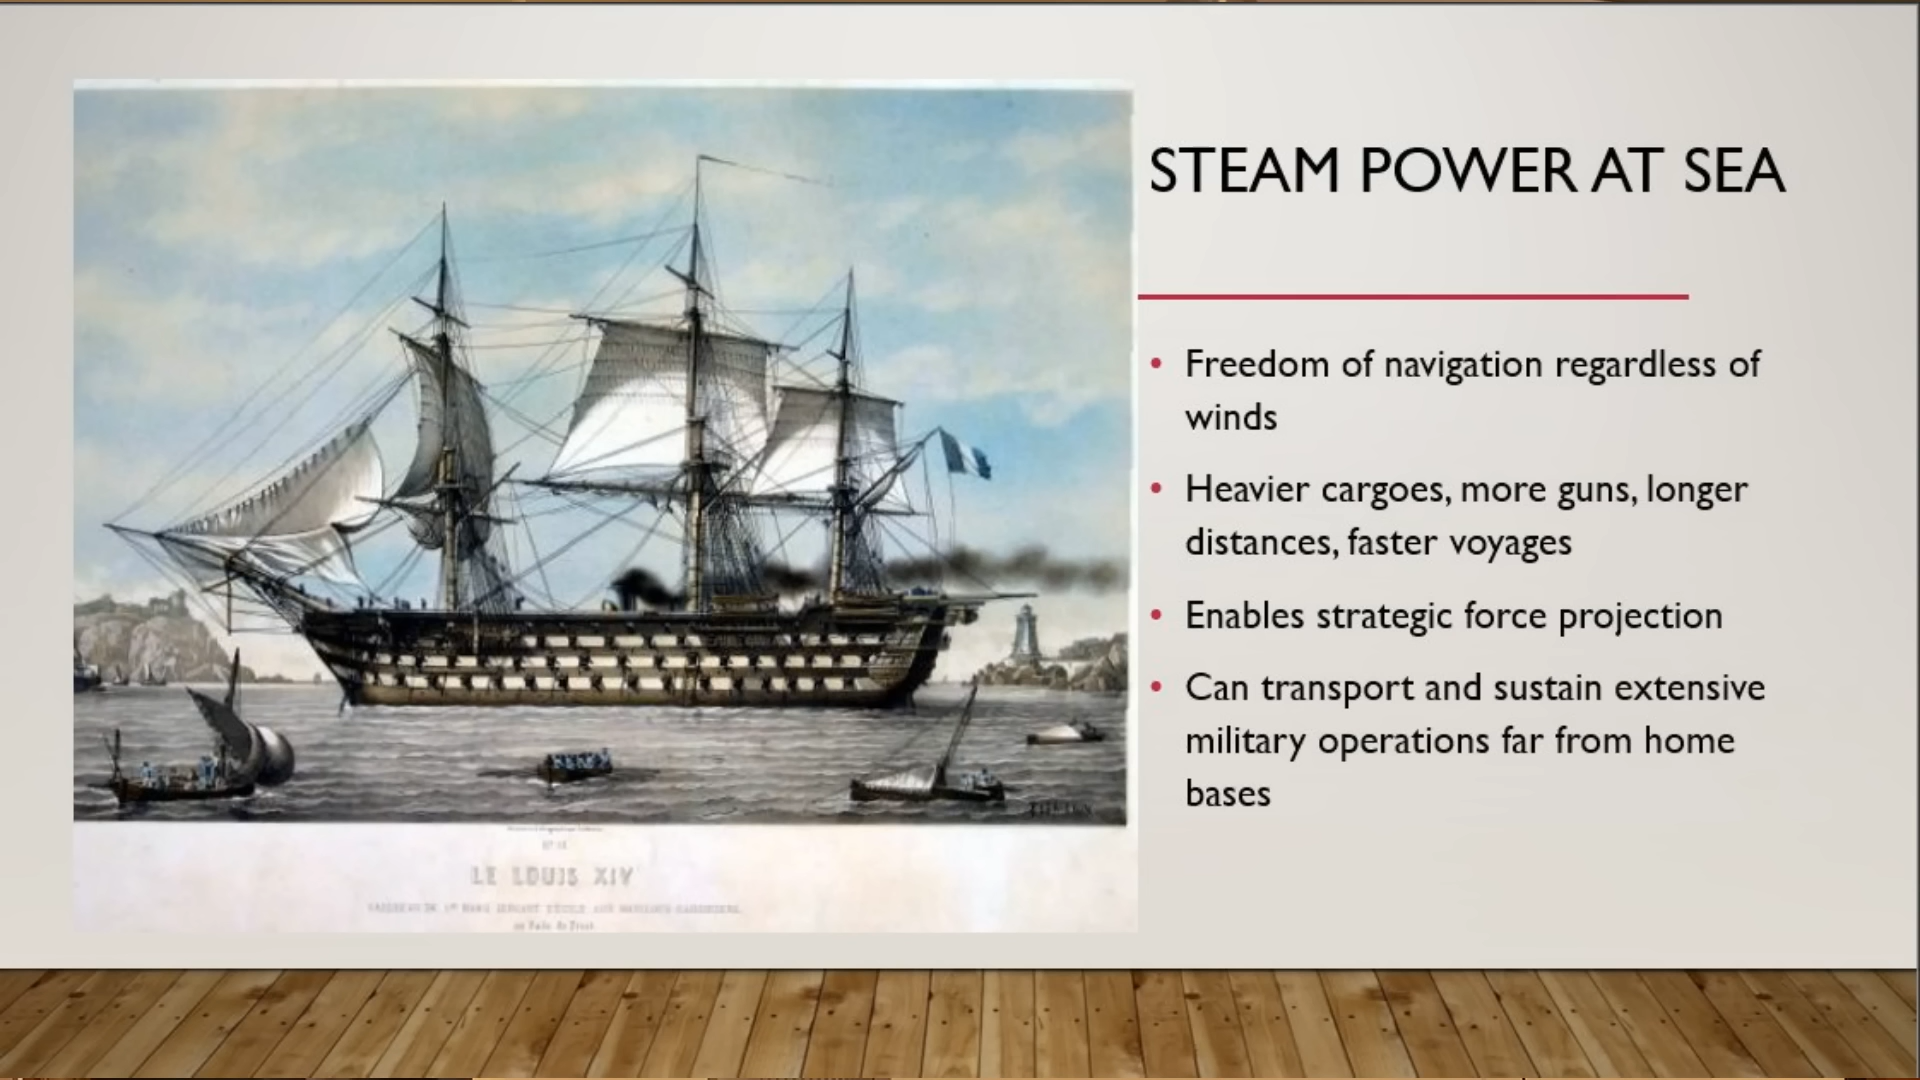 STEAM POWER AT SEA
• Freedom of navigation regardless of
winds
• Heavier cargoes, more guns, longer
distances, faster voyages
• Enables strategic force projection
• Can transport and sustain extensive
military operations far from home
bases
LE LOUIS XIV